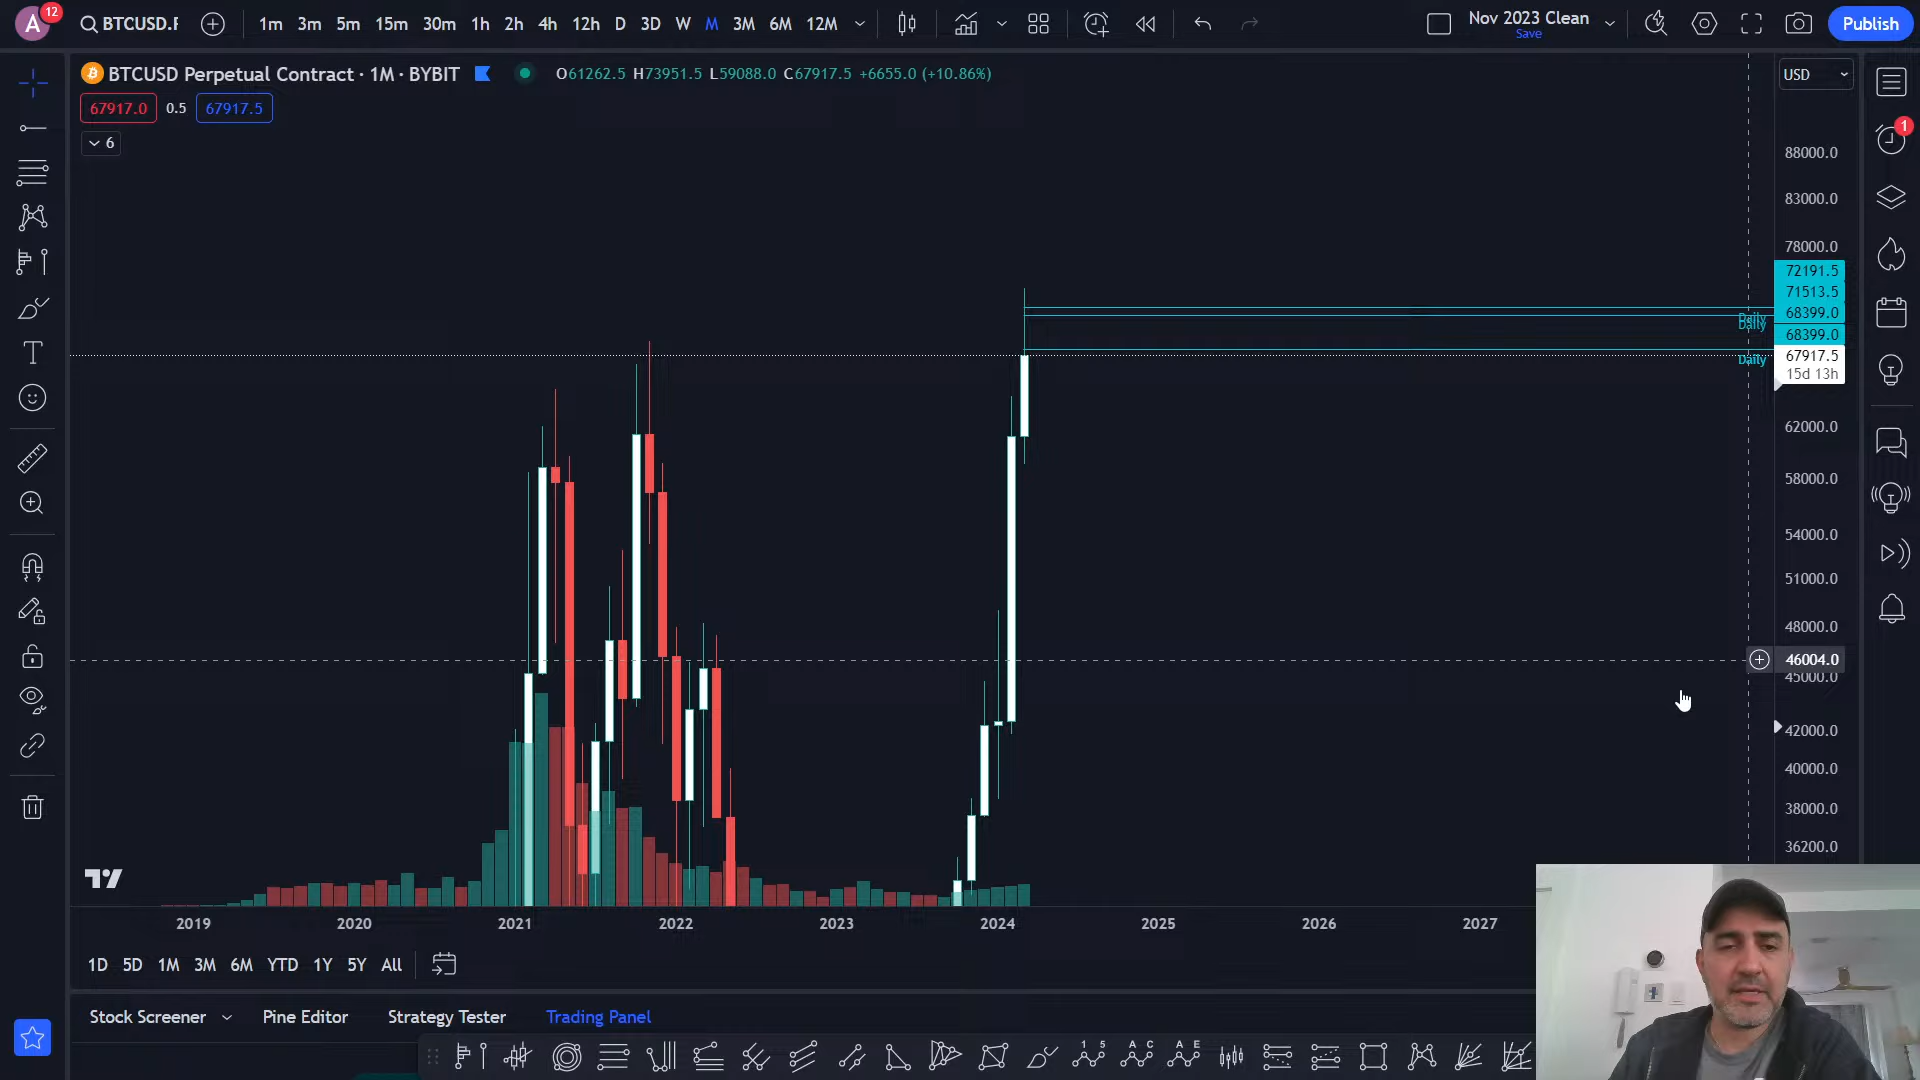 A
12
BTCUSD.P
1m 3m 5m 15m 30m 1h 2h 4h 12h D 3D W M 3M 6M 12M
Nov 2023 Clean
Save
Publish
BTCUSD Perpetual Contract · 1M · BYBIT
O61262.5 H73951.5 L59088.0 C67917.5 +6655.0 (+10.86%)
USD
67917.0 0.5 67917.5
6
1
88000.0
83000.0
78000.0
72191.5
71513.5
68399.0
Daily
Daily
68399.0
67917.5
Daily
15d 13h
62000.0
58000.0
54000.0
51000.0
48000.0
46004.0
45000.0
42000.0
40000.0
38000.0
36200.0
2019 2020 2021 2022 2023 2024 2025 2026 2027
1D 5D 1M 3M 6M YTD 1Y 5Y All
Stock Screener Pine Editor Strategy Tester Trading Panel
1 5
A C
A E